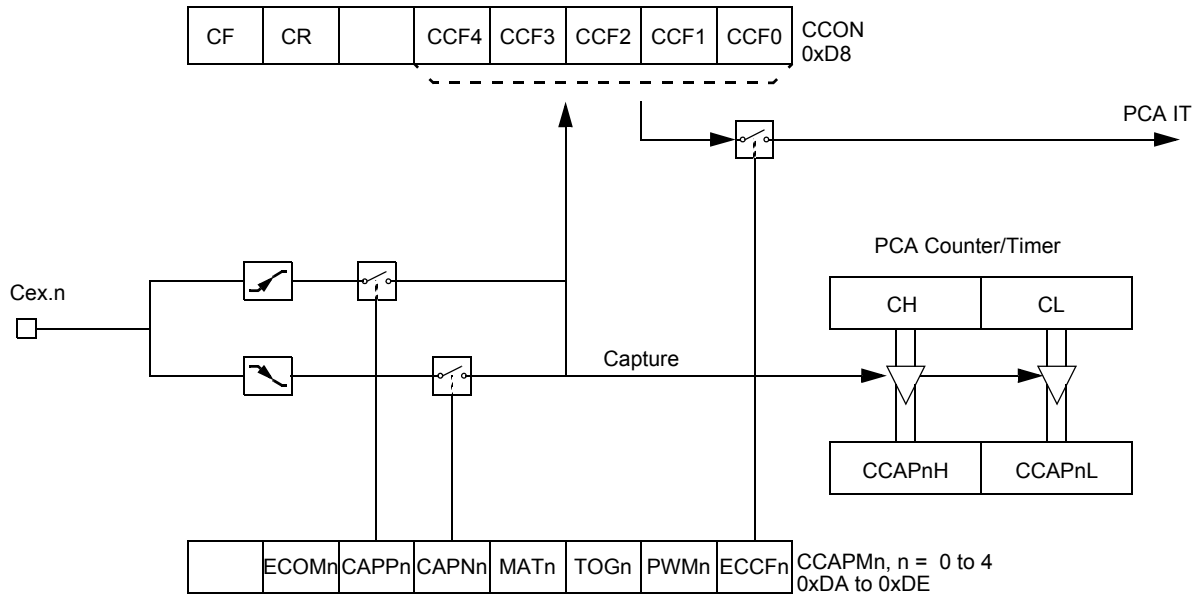 CF CR CCF4 CCF3 CCF2 CCF1 CCF0 CCON
0xD8
PCA IT
PCA Counter/Timer
Cex.n
CH CL
Capture
CCAPnH CCAPnL
ECOMn CAPPn CAPNn MATn TOGn PWMn ECCFn CCAPMn, n = 0 to 4
0xDA to 0xDE